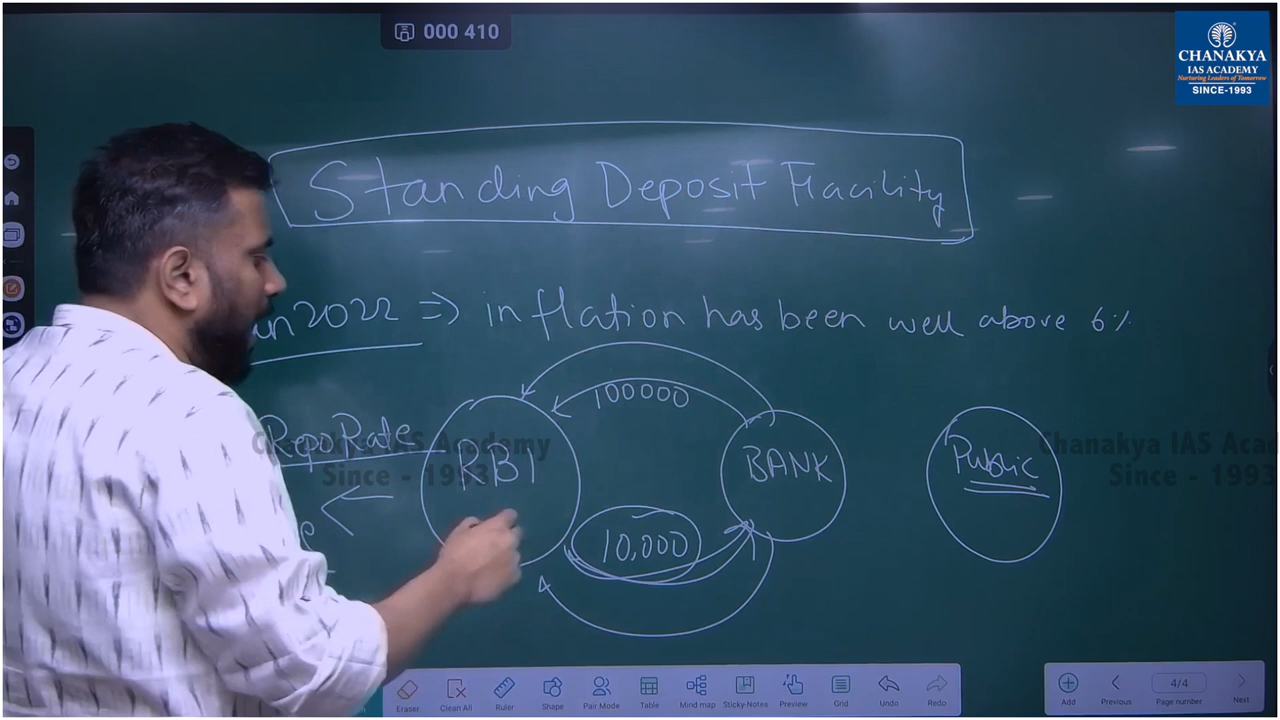 000 410
CHANAKYA
IAS ACADEMY
Nurturing Leaders of Tomorrow
SINCE-1993
Standing Deposit Facility
2022 => inflation has been well above 6%
100000
Repo Rate
RBI
BANK
Public
10,000
Chanakya IAS Academy
Since - 1993
Chanakya IAS Acad
Since - 1993
Eraser
Clean All
Ruler
Shape
Pair Mode
Table
Mind map
Sticky-Notes
Preview
Grid
Undo
Redo
Add
Previous
4/4
Page number
Next